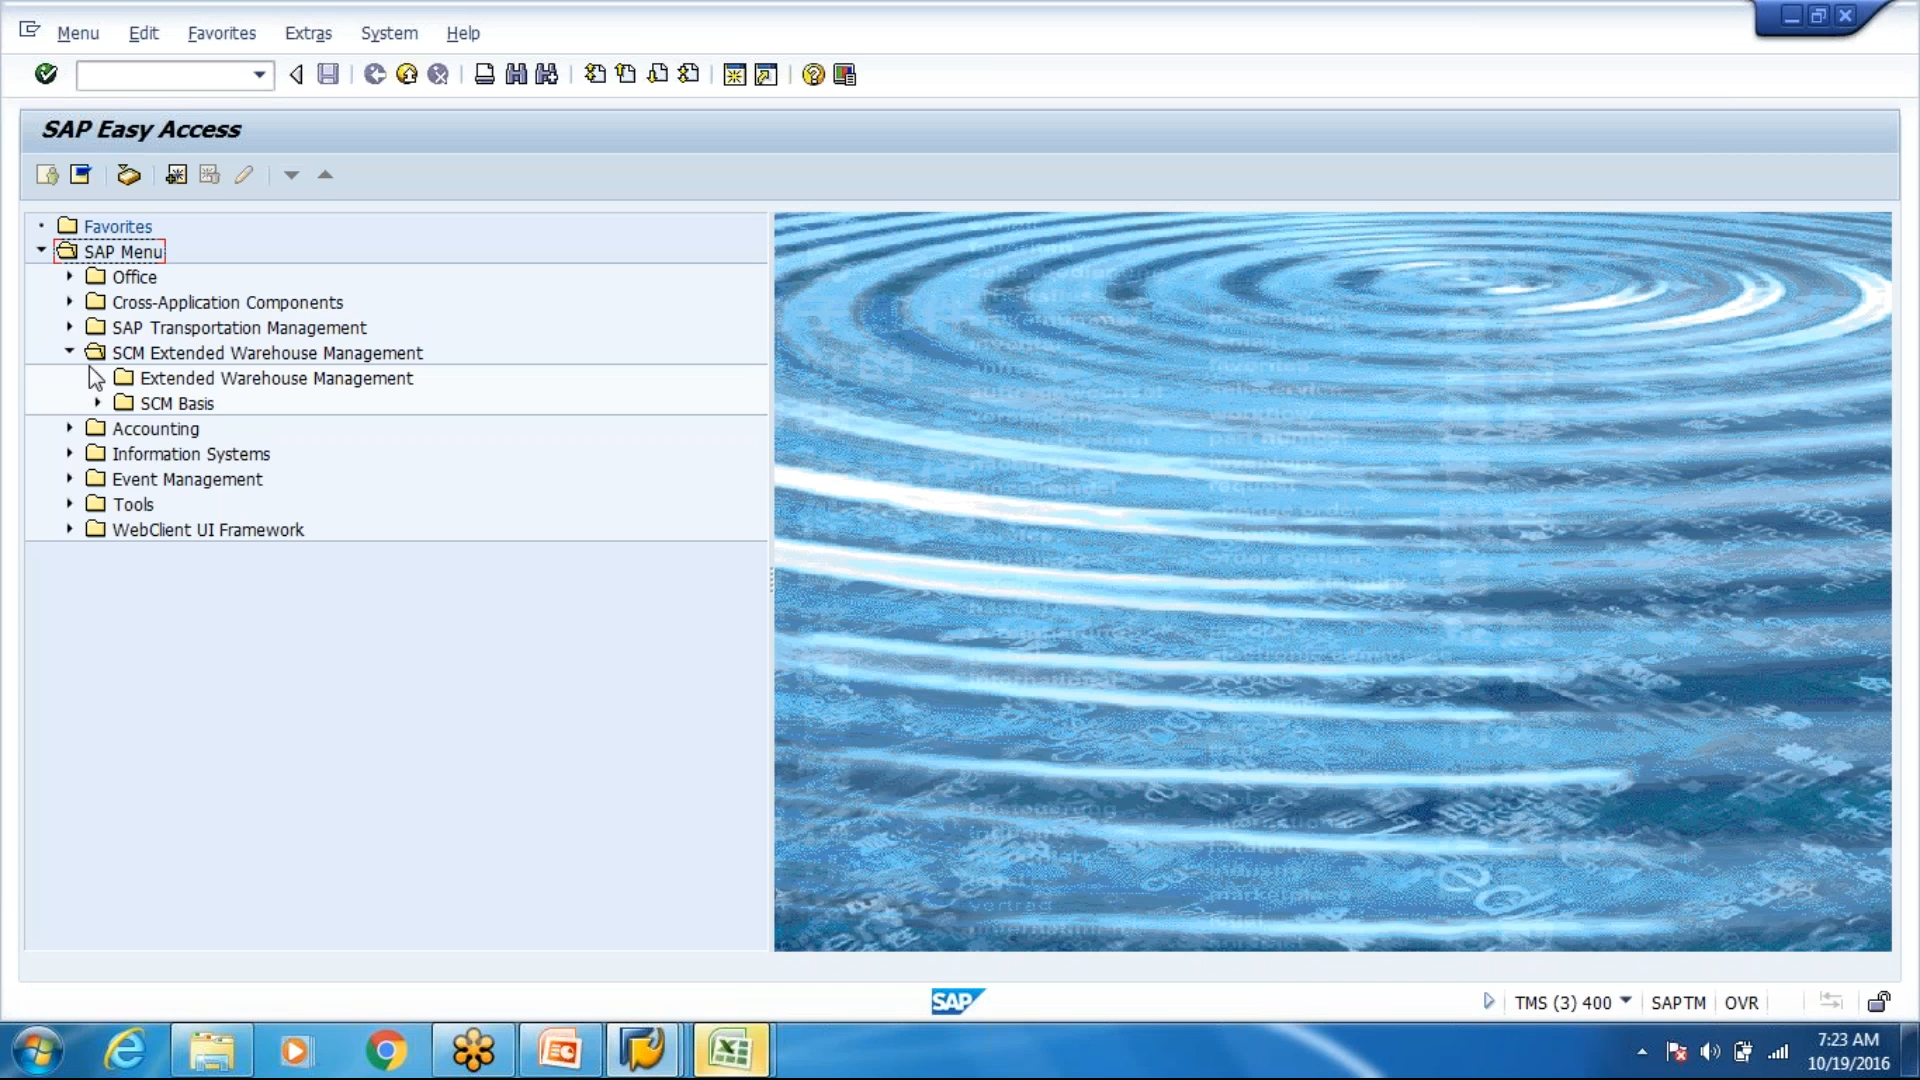 Menu Edit Favorites Extras System Help
SAP Easy Access
Favorites
SAP Menu
Office
Cross-Application Components
SAP Transportation Management
SCM Extended Warehouse Management
Extended Warehouse Management
SCM Basis
Accounting
Information Systems
Event Management
Tools
WebClient UI Framework
SAP
TMS (3) 400 SAPTM OVR
7:23 AM
10/19/2016